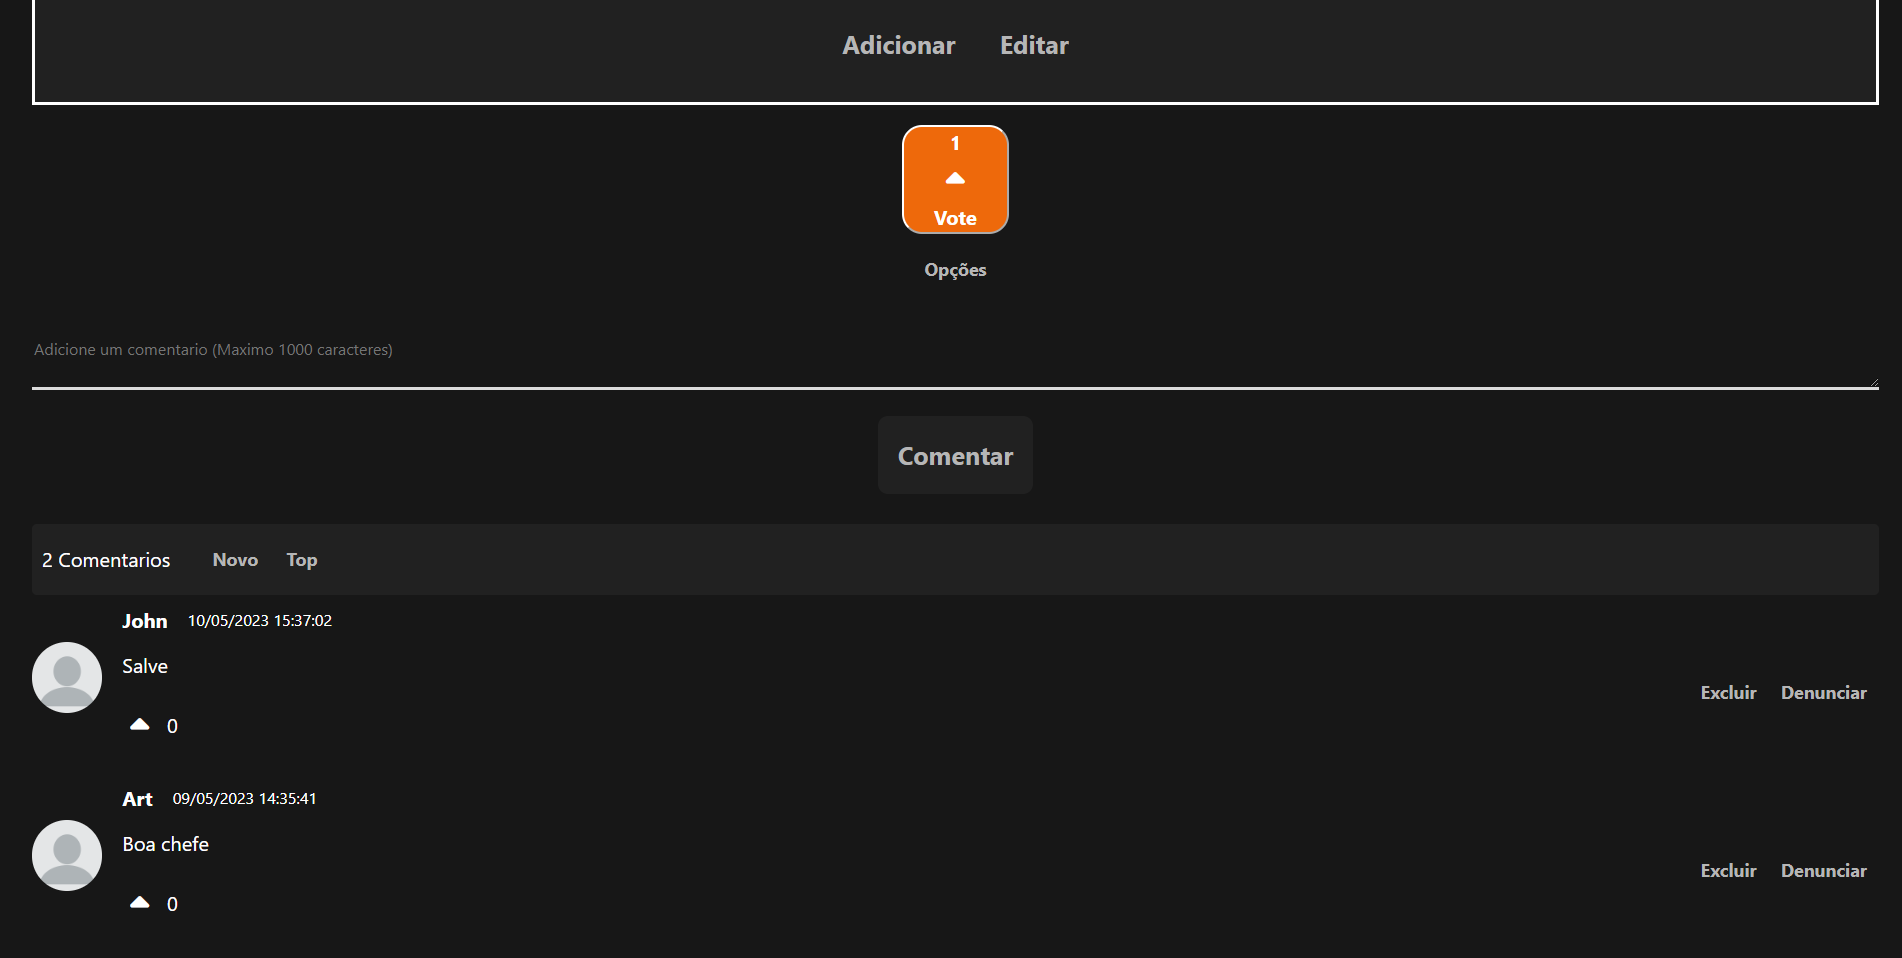 Adicionar Editar
1
Vote
Opções
Adicione um comentario (Maximo 1000 caracteres)
Comentar
2 Comentarios Novo Top
John 10/05/2023 15:37:02
Salve
Excluir Denunciar
0
Art 09/05/2023 14:35:41
Boa chefe
Excluir Denunciar
0